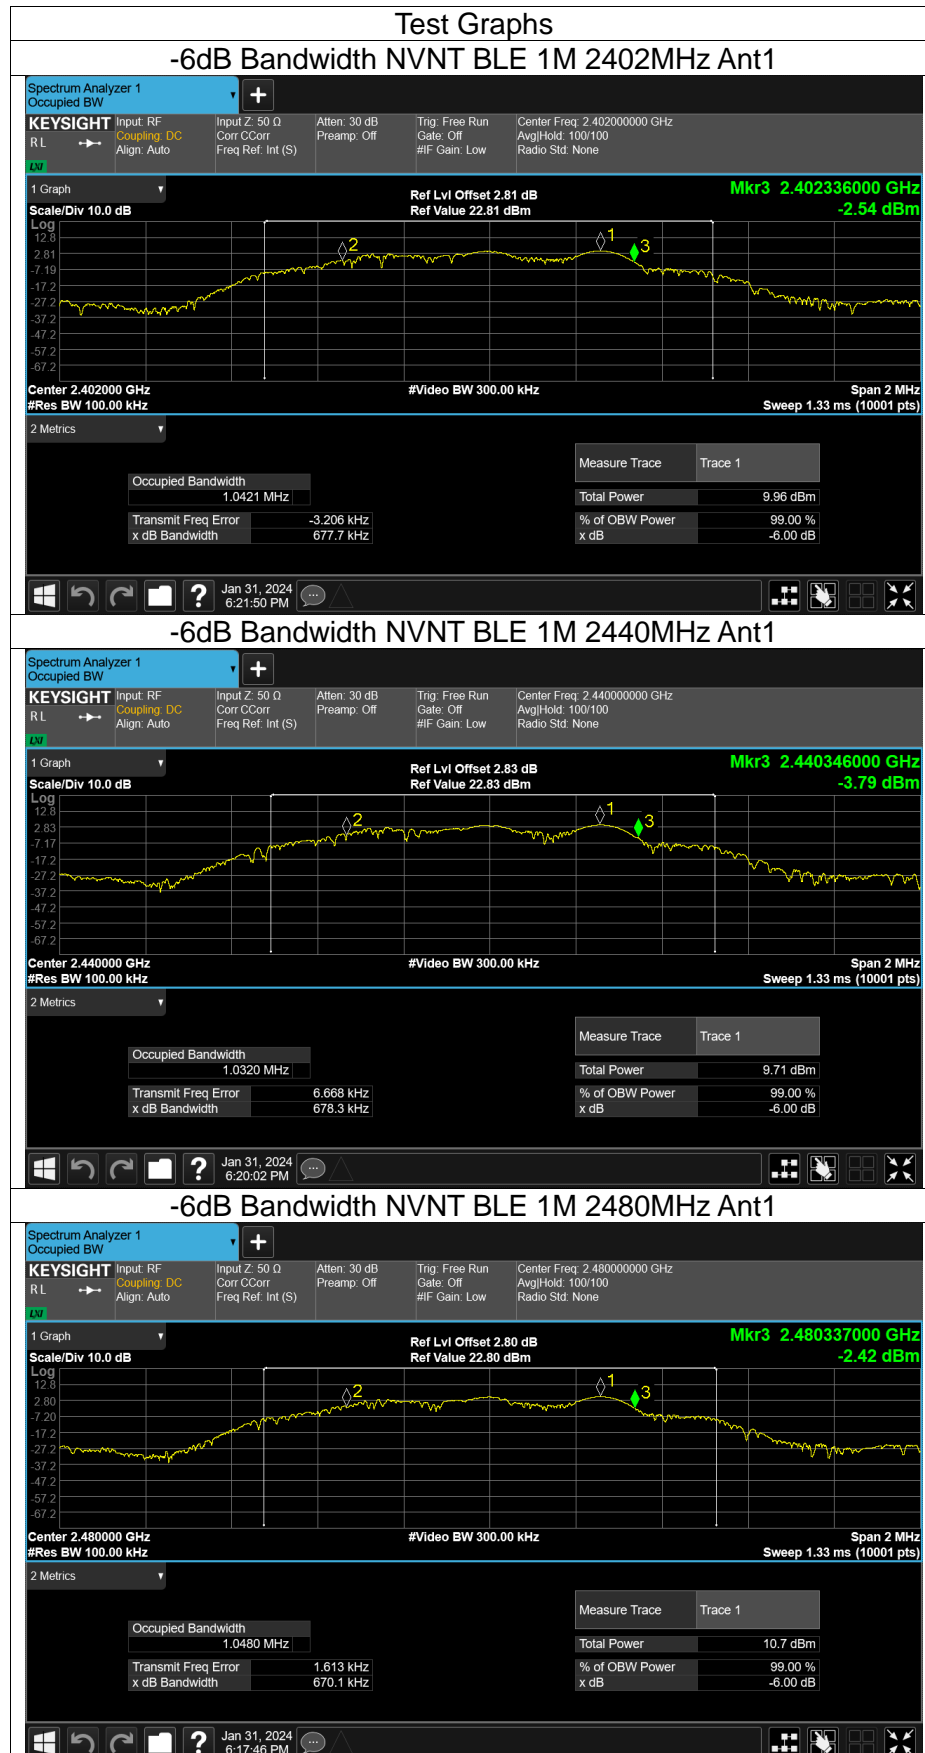 Test Graphs
-6dB Bandwidth NVNT BLE 1M 2402MHz Ant1
Spectrum Analyzer 1
Occupied BW
KEYSIGHT Input: RF Input Z: 50 Ω Atten: 30 dB Trig: Free Run Center Freq: 2.402000000 GHz
RL Coupling: DC Corr CCorr Preamp: Off Gate: Off Avg|Hold: 100/100
Align: Auto Freq Ref: Int (S) #IF Gain: Low Radio Std: None
LXI
1 Graph Ref Lvl Offset 2.81 dB Mkr3 2.402336000 GHz
Scale/Div 10.0 dB Ref Value 22.81 dBm -2.54 dBm
Log
12.8
2.81
-7.19
-17.2
-27.2
-37.2
-47.2
-57.2
-67.2
2 1 3
Center 2.402000 GHz #Video BW 300.00 kHz Span 2 MHz
#Res BW 100.00 kHz Sweep 1.33 ms (10001 pts)
2 Metrics
Measure Trace Trace 1
Occupied Bandwidth
1.0421 MHz Total Power 9.96 dBm
Transmit Freq Error -3.206 kHz % of OBW Power 99.00 %
x dB Bandwidth 677.7 kHz x dB -6.00 dB
? Jan 31, 2024
6:21:50 PM
-6dB Bandwidth NVNT BLE 1M 2440MHz Ant1
Spectrum Analyzer 1
Occupied BW
KEYSIGHT Input: RF Input Z: 50 Ω Atten: 30 dB Trig: Free Run Center Freq: 2.440000000 GHz
RL Coupling: DC Corr CCorr Preamp: Off Gate: Off Avg|Hold: 100/100
Align: Auto Freq Ref: Int (S) #IF Gain: Low Radio Std: None
LXI
1 Graph Ref Lvl Offset 2.83 dB Mkr3 2.440346000 GHz
Scale/Div 10.0 dB Ref Value 22.83 dBm -3.79 dBm
Log
12.8
2.83
-7.17
-17.2
-27.2
-37.2
-47.2
-57.2
-67.2
2 1 3
Center 2.440000 GHz #Video BW 300.00 kHz Span 2 MHz
#Res BW 100.00 kHz Sweep 1.33 ms (10001 pts)
2 Metrics
Measure Trace Trace 1
Occupied Bandwidth
1.0320 MHz Total Power 9.71 dBm
Transmit Freq Error 6.668 kHz % of OBW Power 99.00 %
x dB Bandwidth 678.3 kHz x dB -6.00 dB
? Jan 31, 2024
6:20:02 PM
-6dB Bandwidth NVNT BLE 1M 2480MHz Ant1
Spectrum Analyzer 1
Occupied BW
KEYSIGHT Input: RF Input Z: 50 Ω Atten: 30 dB Trig: Free Run Center Freq: 2.480000000 GHz
RL Coupling: DC Corr CCorr Preamp: Off Gate: Off Avg|Hold: 100/100
Align: Auto Freq Ref: Int (S) #IF Gain: Low Radio Std: None
LXI
1 Graph Ref Lvl Offset 2.80 dB Mkr3 2.480337000 GHz
Scale/Div 10.0 dB Ref Value 22.80 dBm -2.42 dBm
Log
12.8
2.80
-7.20
-17.2
-27.2
-37.2
-47.2
-57.2
-67.2
2 1 3
Center 2.480000 GHz #Video BW 300.00 kHz Span 2 MHz
#Res BW 100.00 kHz Sweep 1.33 ms (10001 pts)
2 Metrics
Measure Trace Trace 1
Occupied Bandwidth
1.0480 MHz Total Power 10.7 dBm
Transmit Freq Error 1.613 kHz % of OBW Power 99.00 %
x dB Bandwidth 670.1 kHz x dB -6.00 dB
? Jan 31, 2024
6:17:46 PM